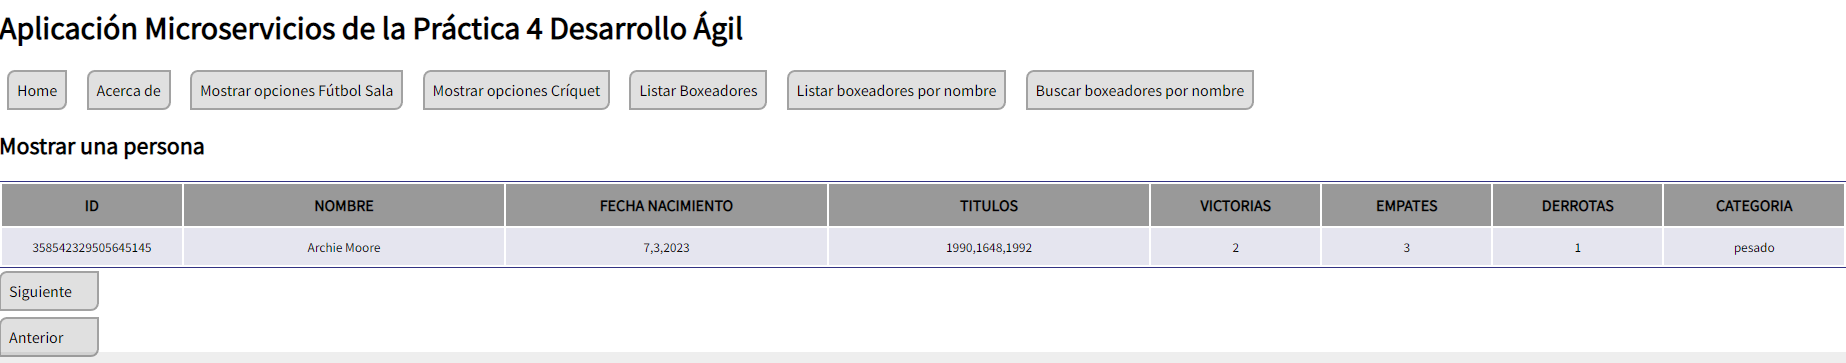 Aplicación Microservicios de la Práctica 4 Desarrollo Ágil
Home Acerca de Mostrar opciones Fútbol Sala Mostrar opciones Críquet Listar Boxeadores Listar boxeadores por nombre Buscar boxeadores por nombre
Mostrar una persona
ID NOMBRE FECHA NACIMIENTO TITULOS VICTORIAS EMPATES DERROTAS CATEGORIA
358542329505645145 Archie Moore 7,3,2023 1990,1648,1992 2 3 1 pesado
Siguiente
Anterior